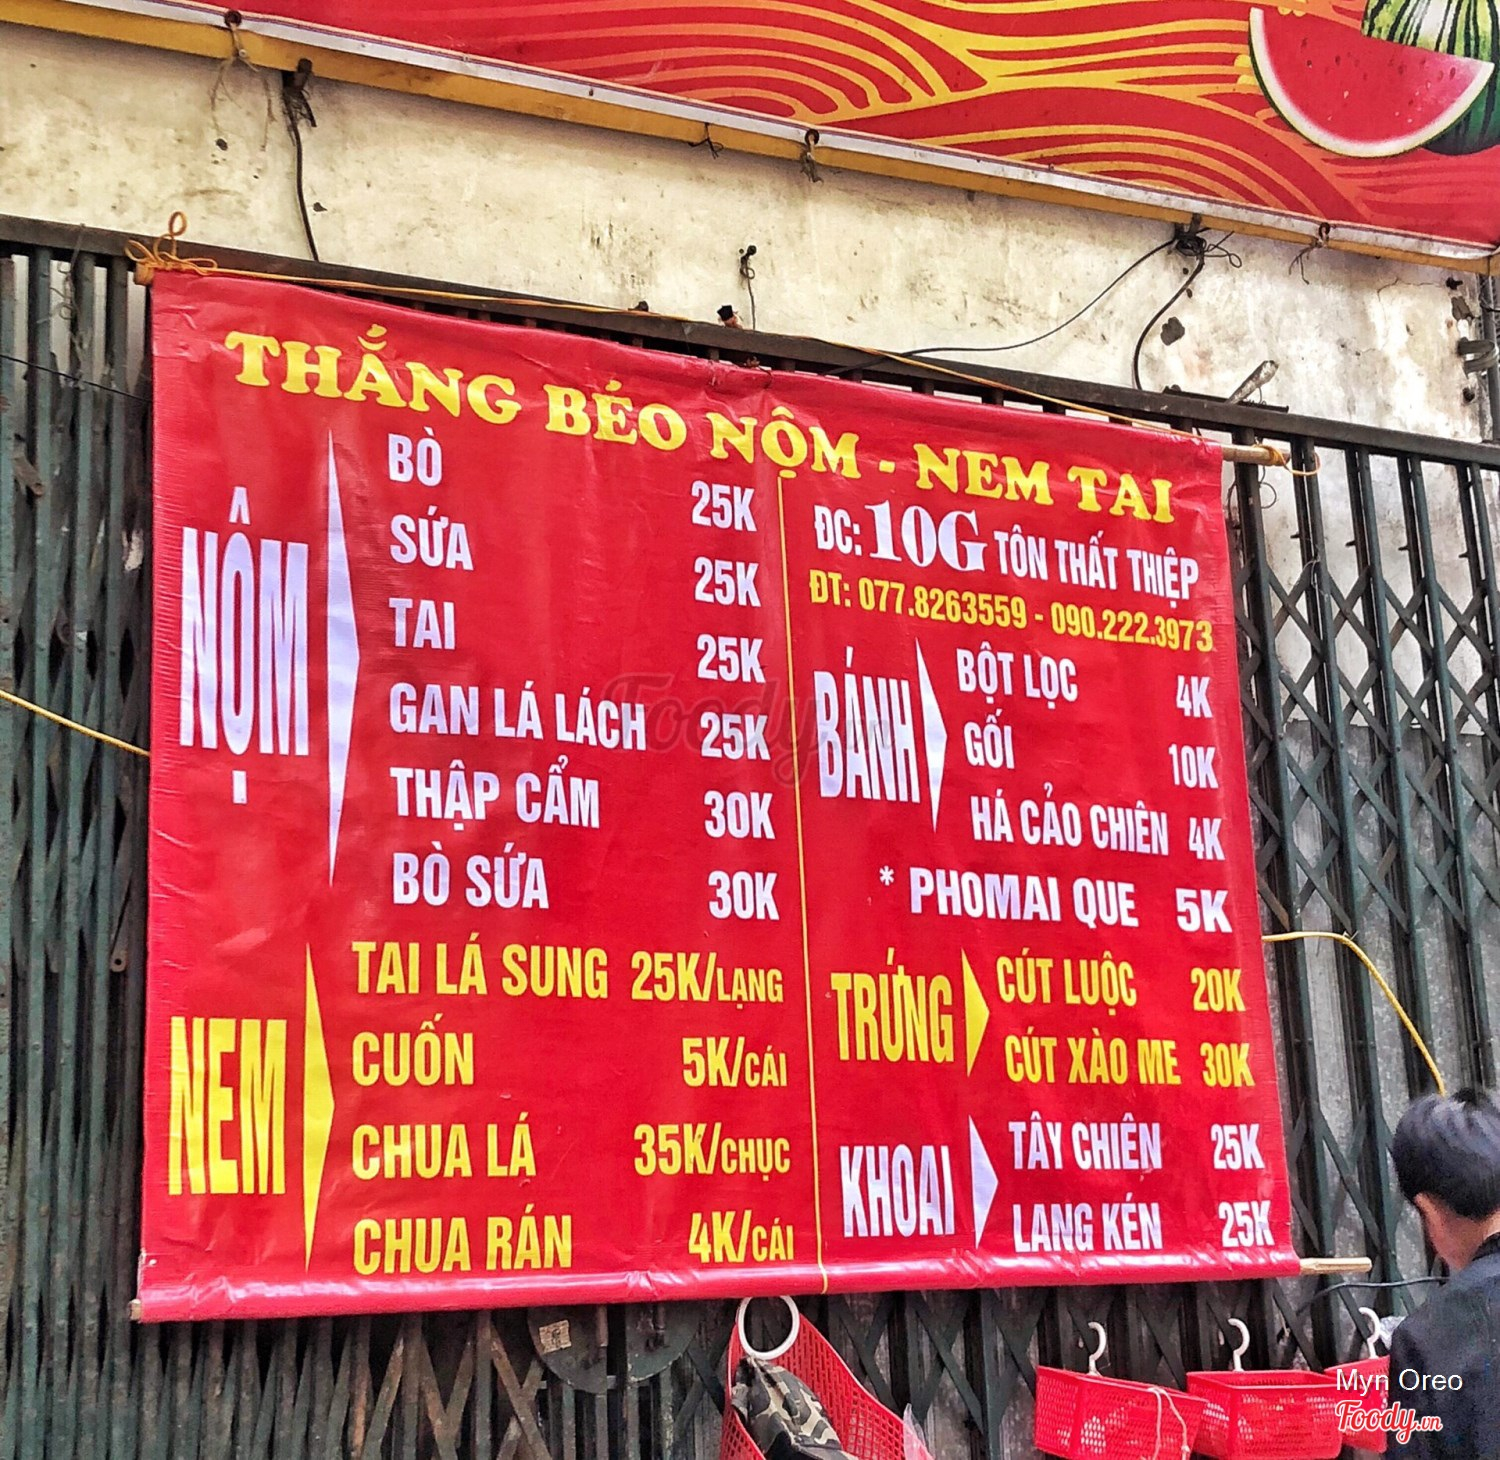 THẮNG BÉO NỘM - NEM TAI
NỘM
BÒ 25K
SỨA 25K
TAI 25K
GAN LÁ LÁCH 25K
THẬP CẨM 30K
BÒ SỨA 30K
NEM
TAI LÁ SUNG 25K/LẠNG
CUỐN 5K/CÁI
CHUA LÁ 35K/CHỤC
CHUA RÁN 4K/CÁI
ĐC: 10G TÔN THẤT THIỆP
ĐT: 077.8263559 - 090.222.3973
BÁNH
BỘT LỌC 4K
GỐI 10K
HÁ CẢO CHIÊN 4K
* PHOMAI QUE 5K
TRỨNG
CÚT LUỘC 20K
CÚT XÀO ME 30K
KHOAI
TÂY CHIÊN 25K
LANG KÉN 25K
Foody.vn
Myn Oreo
Foody.vn